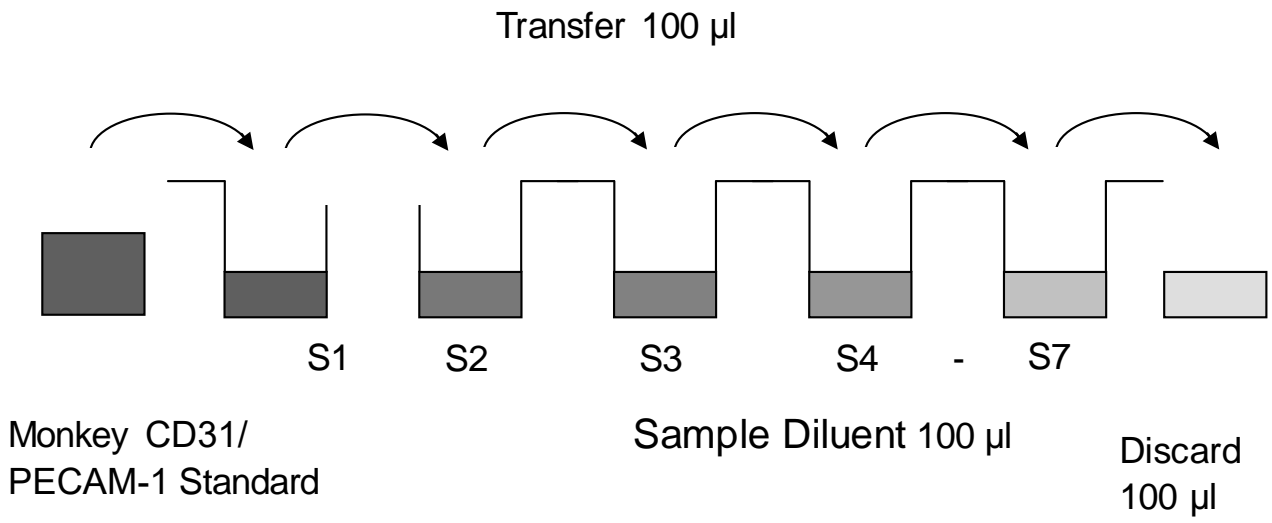 Transfer 100 µl
S1 S2 S3 S4 - S7
Monkey CD31/
PECAM-1 Standard
Sample Diluent 100 µl
Discard
100 µl